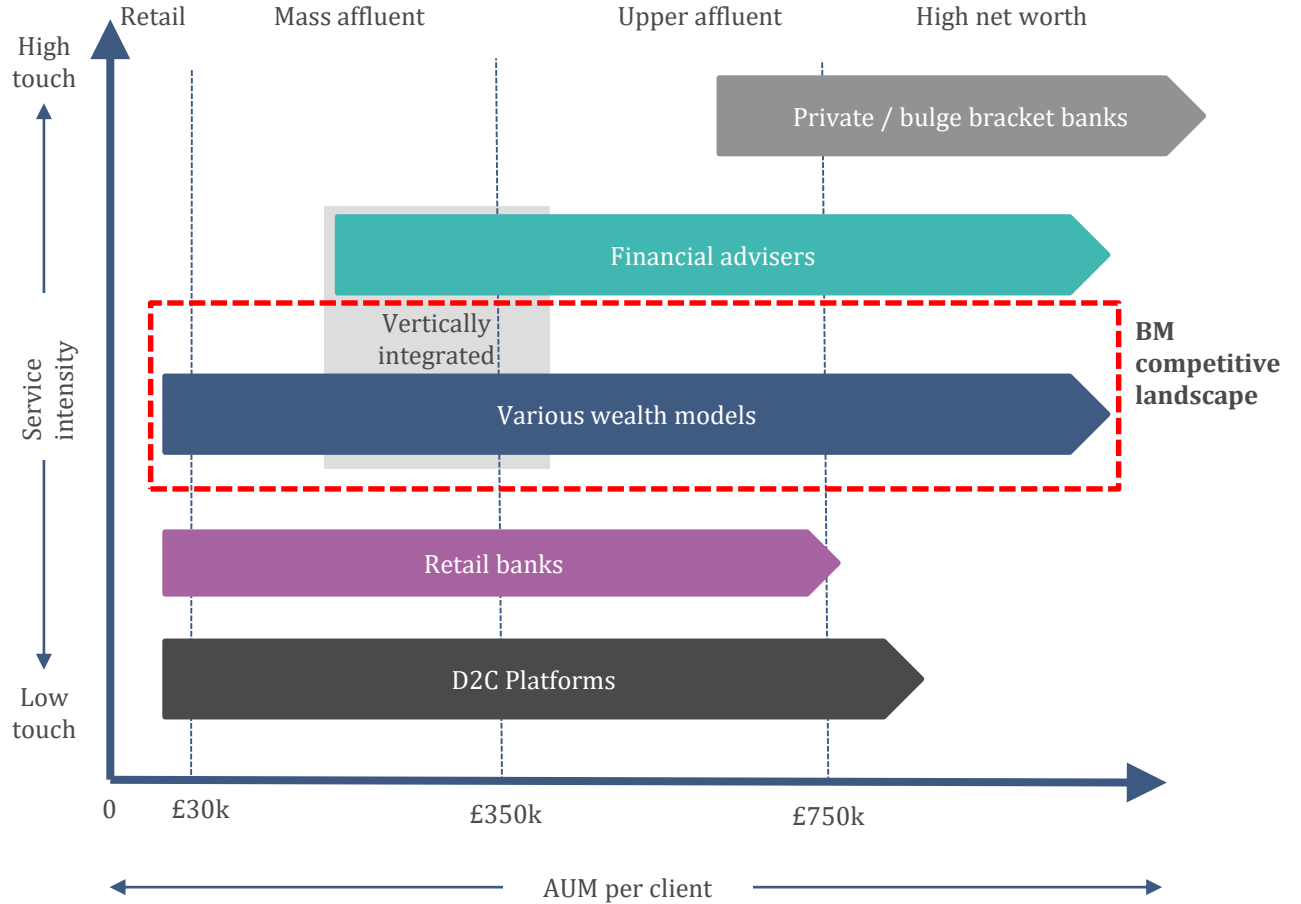 Retail
Mass affluent
Upper affluent
High net worth
High
touch
Private / bulge bracket banks
Financial advisers
Vertically
integrated
BM
competitive
landscape
Service
intensity
Various wealth models
Retail banks
D2C Platforms
Low
touch
0
£30k
£350k
£750k
AUM per client